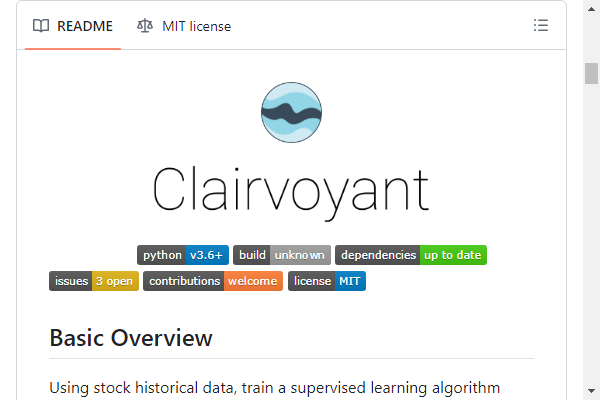 README MIT license
Clairvoyant
python v3.6+ build unknown dependencies up to date
issues 3 open contributions welcome license MIT
Basic Overview
Using stock historical data, train a supervised learning algorithm